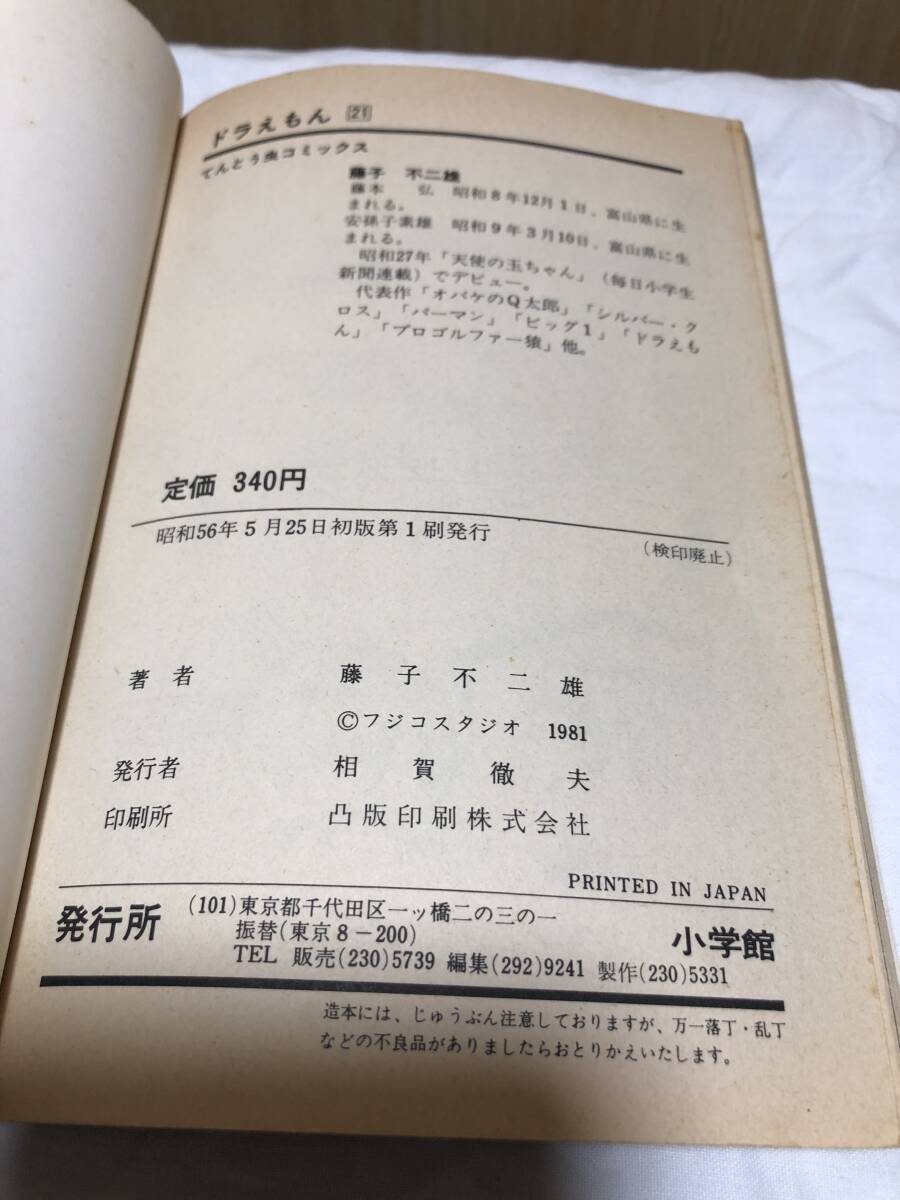 ドラえもん 21
てんとう虫コミックス
藤子 不二雄
藤本 弘 昭和8年12月1日、富山県に生
まれる。
安孫子素雄 昭和9年3月10日、富山県に生
まれる。
昭和27年「天使の玉ちゃん」(毎日小学生
新聞連載)でデビュー。
代表作「オバケのQ太郎」「シルバー・ク
ロス」「パーマン」「ビッグ1」「ドラえも
ん」「プロゴルファー猿」他。
定価 340円
昭和56年5月25日初版第1刷発行
(検印廃止)
著者 藤子不二雄
©フジコスタジオ 1981
発行者 相賀徹夫
印刷所 凸版印刷株式会社
PRINTED IN JAPAN
発行所 (101)東京都千代田区一ッ橋二の三の一
振替(東京8-200) 小学館
TEL 販売(230)5739 編集(292)9241 製作(230)5331
造本には、じゅうぶん注意しておりますが、万一落丁・乱丁
などの不良品がありましたらおとりかえいたします。